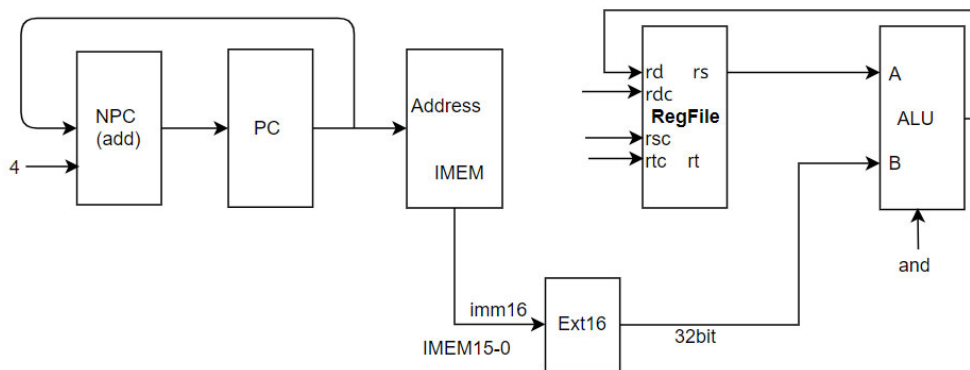 NPC
(add)
4
PC
Address
IMEM
rd rs
rdc
RegFile
rsc
rtc rt
A
ALU
B
and
imm16
IMEM15-0
Ext16
32bit